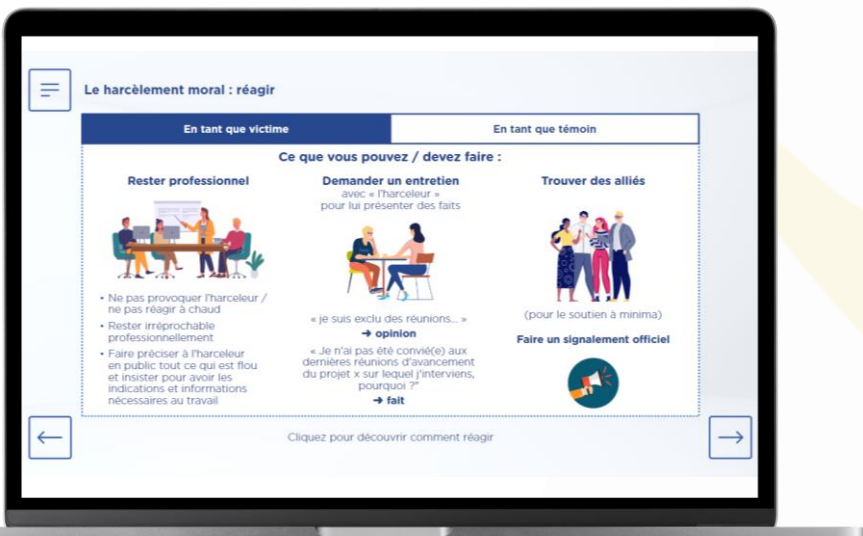 Le harcèlement moral : réagir
En tant que victime
En tant que témoin
Ce que vous pouvez / devez faire :
Rester professionnel
• Ne pas provoquer l'harceleur /
ne pas réagir à chaud
• Rester irréprochable
professionnellement
• Faire préciser à l'harceleur
en public tout ce qui est flou
et insister pour avoir les
indications et informations
nécessaires au travail
Demander un entretien
avec « l'harceleur »
pour lui présenter des faits
« je suis exclu des réunions... »
➔ opinion
« Je n'ai pas été convié(e) aux
dernières réunions d'avancement
du projet x sur lequel j'interviens,
pourquoi ?"
➔ fait
Trouver des alliés
(pour le soutien à minima)
Faire un signalement officiel
Cliquez pour découvrir comment réagir